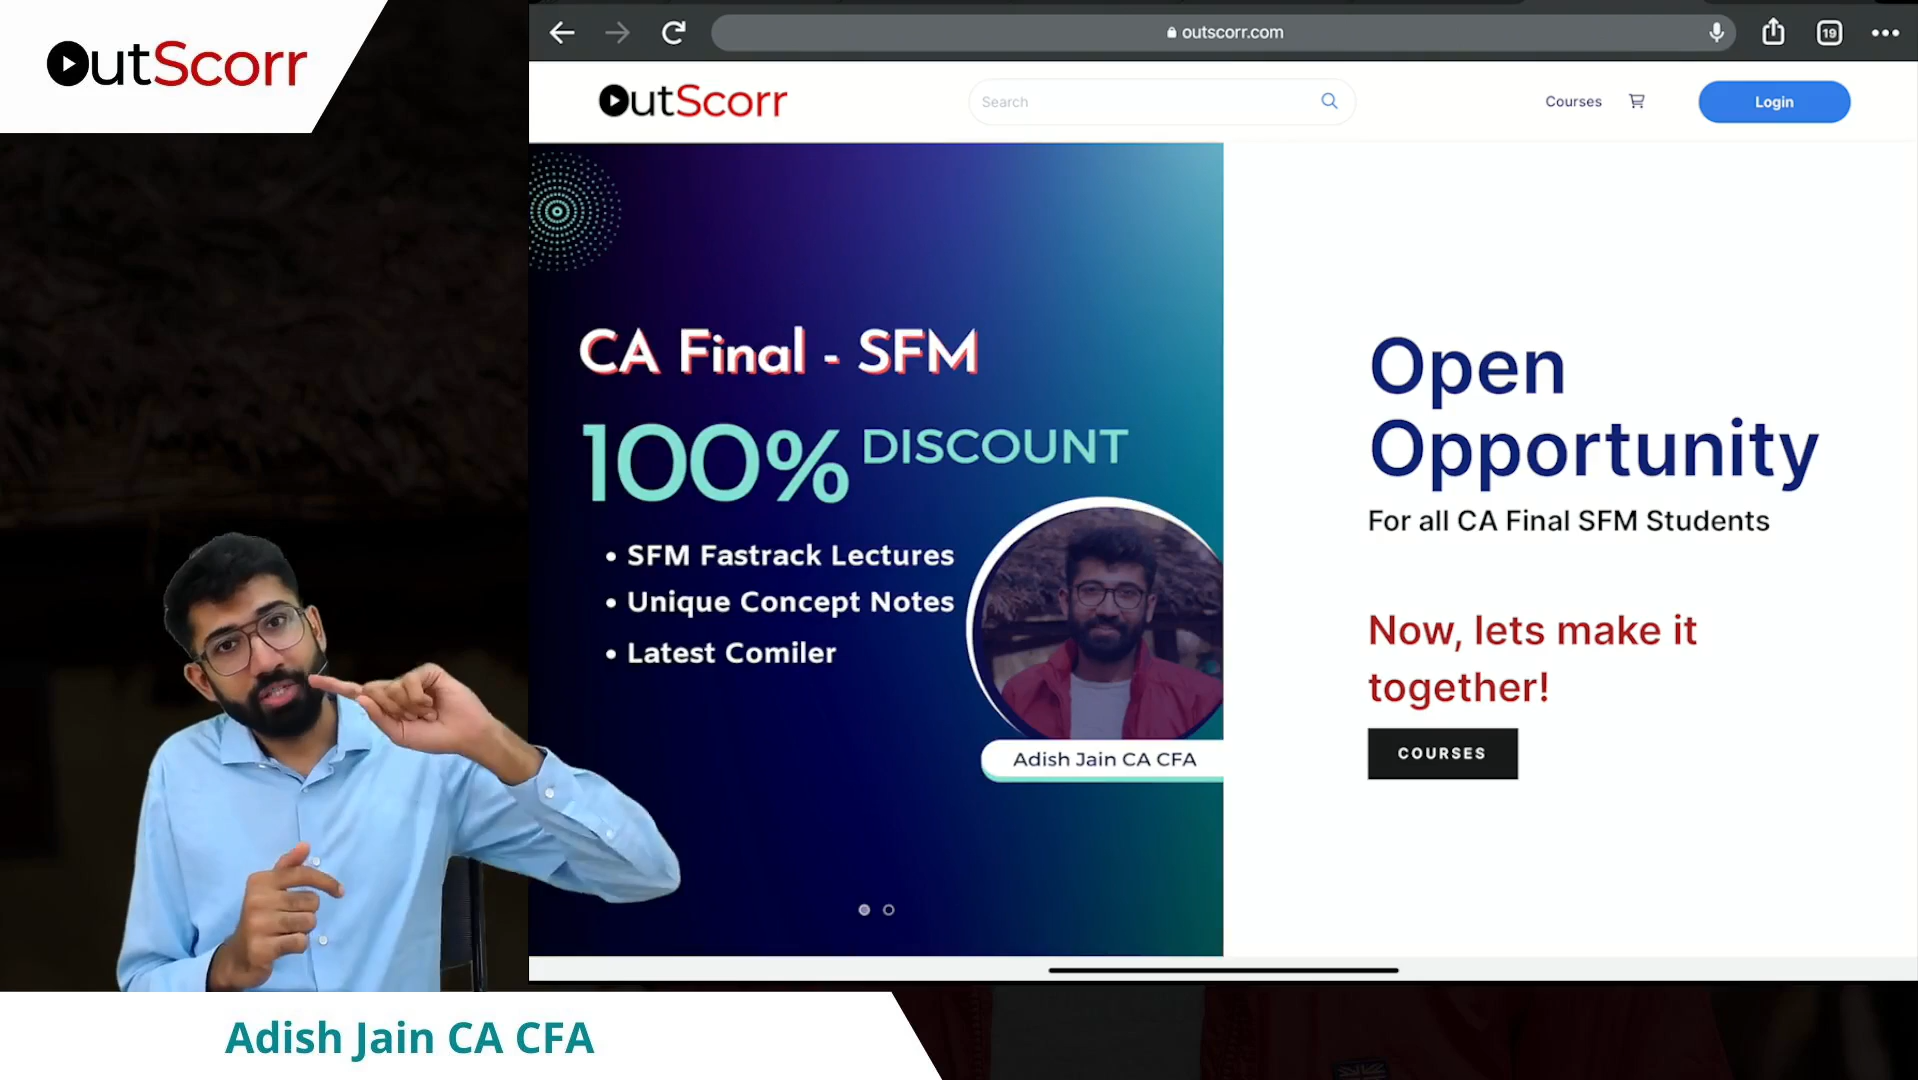 OutScorr
outscorr.com
19
OutScorr
Search
Courses
Login
CA Final - SFM
100% DISCOUNT
• SFM Fastrack Lectures
• Unique Concept Notes
• Latest Comiler
Adish Jain CA CFA
Open
Opportunity
For all CA Final SFM Students
Now, lets make it
together!
COURSES
Adish Jain CA CFA